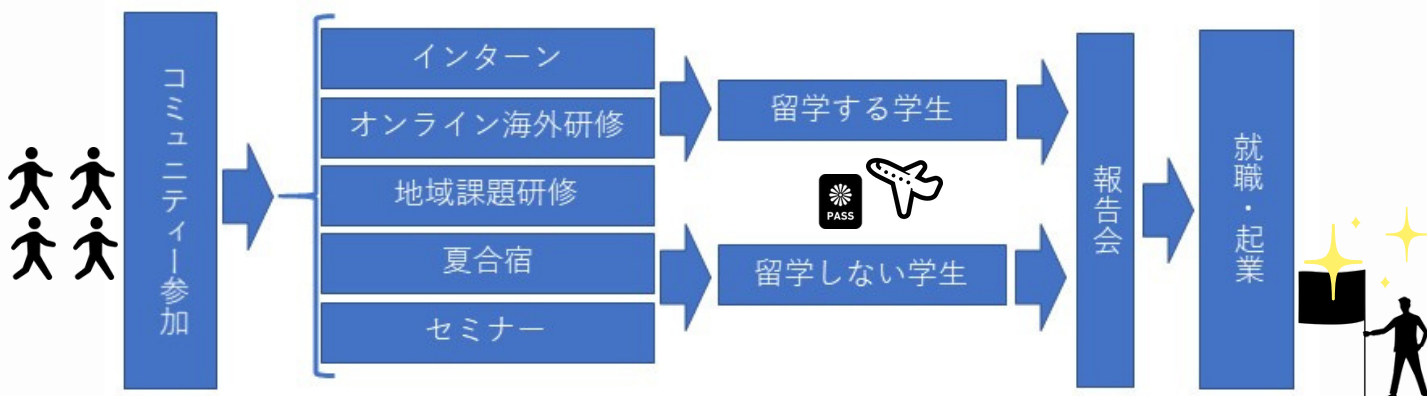 コミュニティー参加
インターン
オンライン海外研修
地域課題研修
夏合宿
セミナー
留学する学生
PASS
留学しない学生
報告会
就職・起業